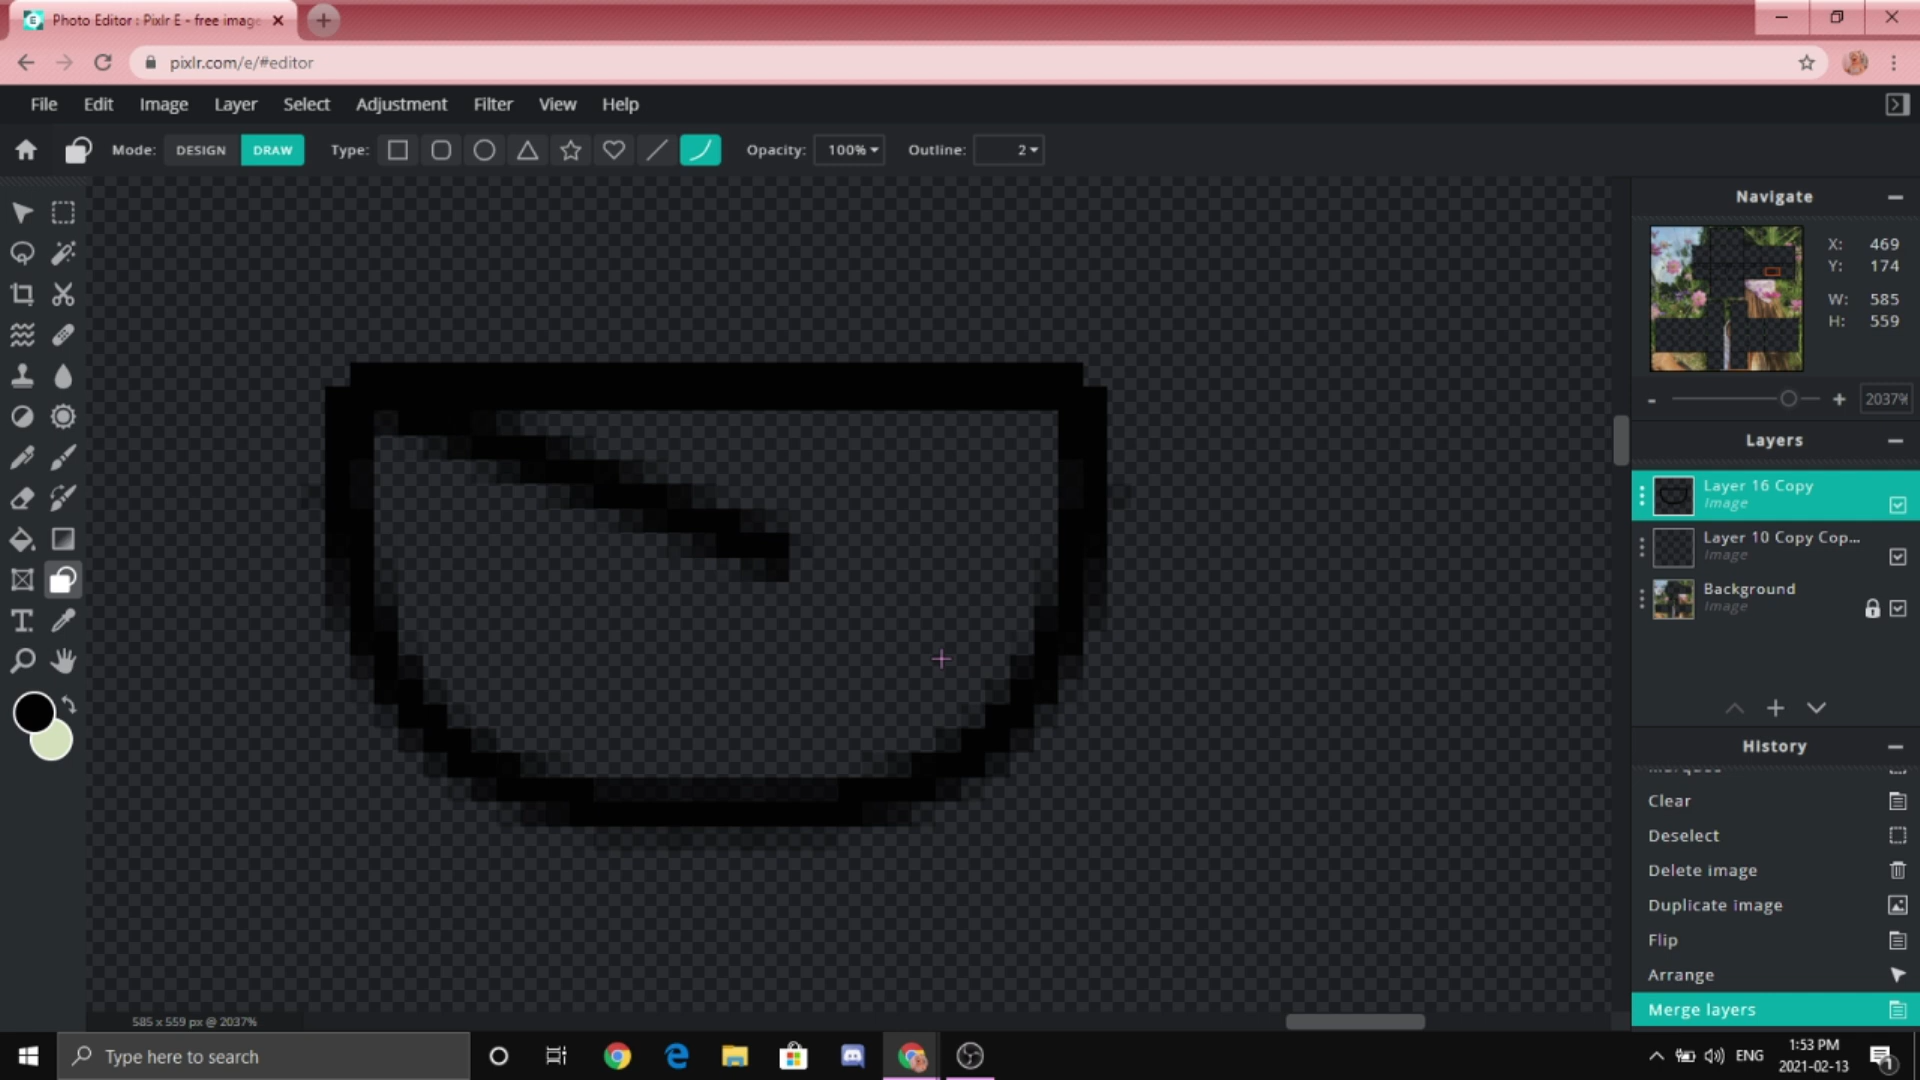 Photo Editor : Pixlr E - free imag
pixlr.com/e/#editor
File Edit Image Layer Select Adjustment Filter View Help
Mode: DESIGN DRAW Type: Opacity: 100% Outline: 2
Navigate
X: 469
Y: 174
W: 585
H: 559
- + 2037%
Layers
Layer 16 Copy
Image
Layer 10 Copy Cop...
Image
Background
Image
History
Clear
Deselect
Delete image
Duplicate image
Flip
Arrange
Merge layers
585 x 559 px @ 2037%
Type here to search
ENG
1:53 PM
2021-02-13
1